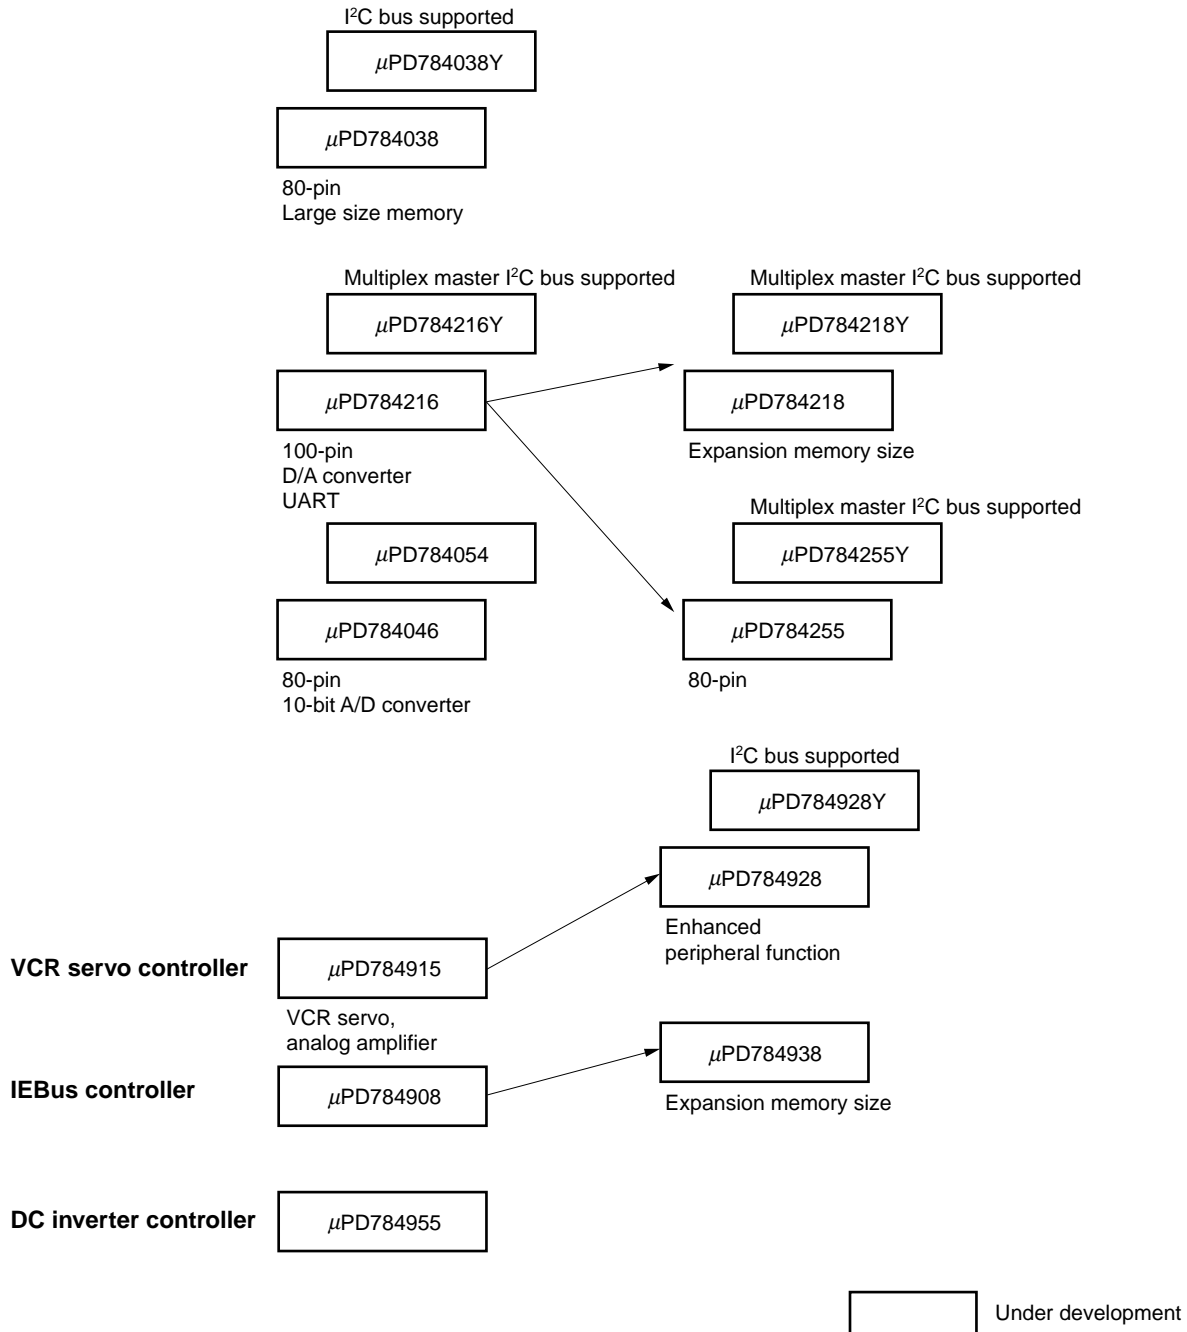 I²C bus supported
μPD784038Y
μPD784038
80-pin
Large size memory
Multiplex master I²C bus supported
μPD784216Y
μPD784216
100-pin
D/A converter
UART
Multiplex master I²C bus supported
μPD784218Y
μPD784218
Expansion memory size
μPD784054
μPD784046
80-pin
10-bit A/D converter
Multiplex master I²C bus supported
μPD784255Y
μPD784255
80-pin
I²C bus supported
μPD784928Y
μPD784928
Enhanced
peripheral function
VCR servo controller
μPD784915
VCR servo,
analog amplifier
μPD784938
Expansion memory size
IEBus controller
μPD784908
DC inverter controller
μPD784955
Under development